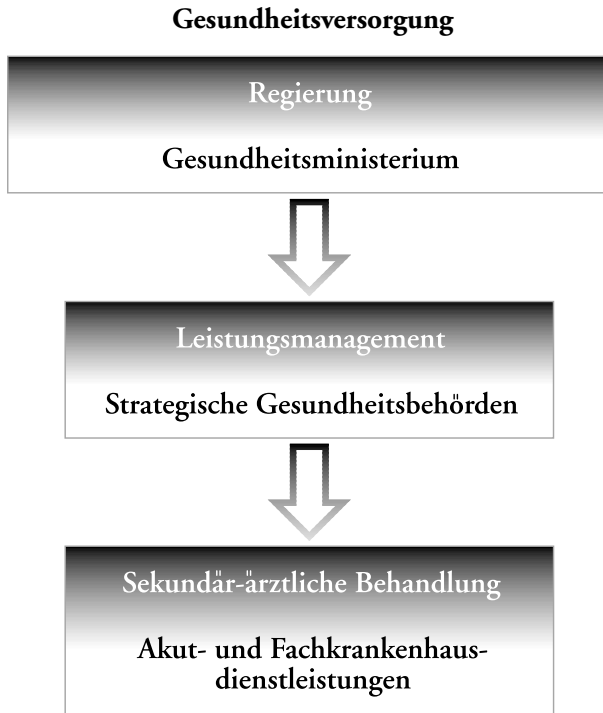 Gesundheitsversorgung
Regierung
Gesundheitsministerium
Leistungsmanagement
Strategische Gesundheitsbehörden
Sekundär-ärztliche Behandlung
Akut- und Fachkrankenhaus-
dienstleistungen